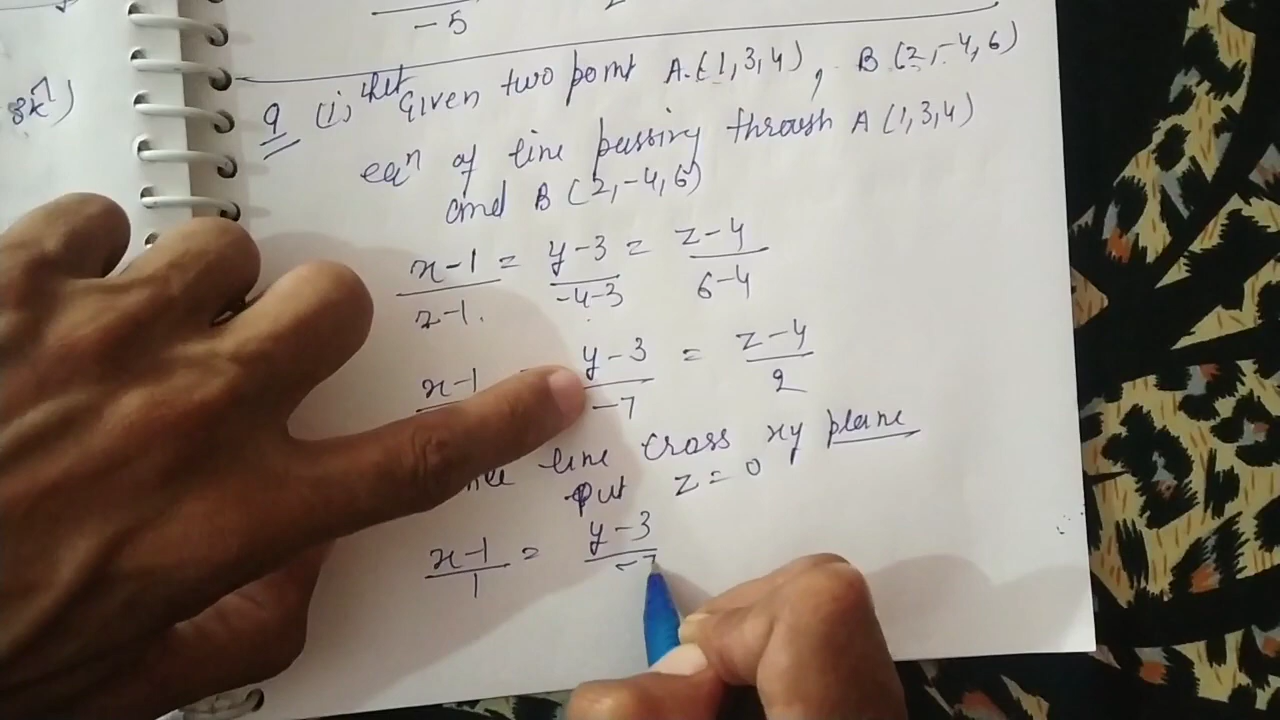 8x̂)
-5
9 (i) Let Given two point A(1,3,4), B(2,-4,6)
eqⁿ of line passing through A(1,3,4)
and B(2,-4,6)
x-1/2-1 = y-3/-4-3 = z-4/6-4
x-1 = y-3/-7 = z-4/2
line cross xy plane
put z=0
x-1/1 = y-3/-7